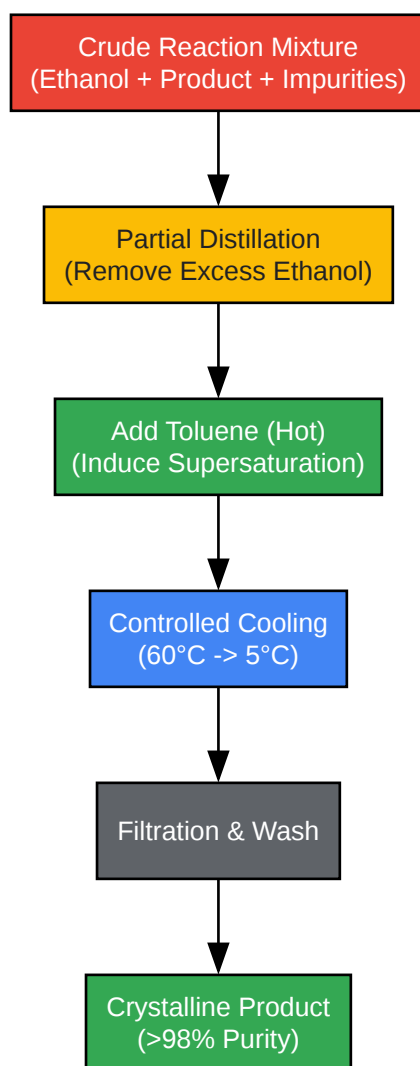 Crude Reaction Mixture
(Ethanol + Product + Impurities)
Partial Distillation
(Remove Excess Ethanol)
Add Toluene (Hot)
(Induce Supersaturation)
Controlled Cooling
(60°C -> 5°C)
Filtration & Wash
Crystalline Product
(>98% Purity)